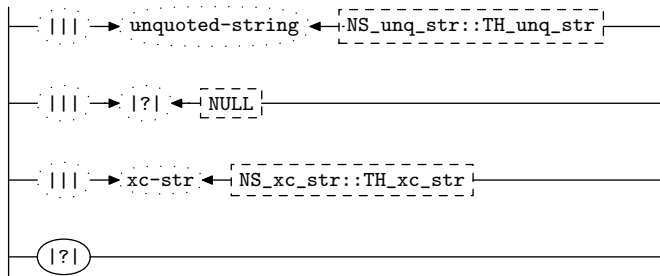 ||| unquoted-string NS_unq_str::TH_unq_str
||| |?| NULL
||| xc-str NS_xc_str::TH_xc_str
|?|